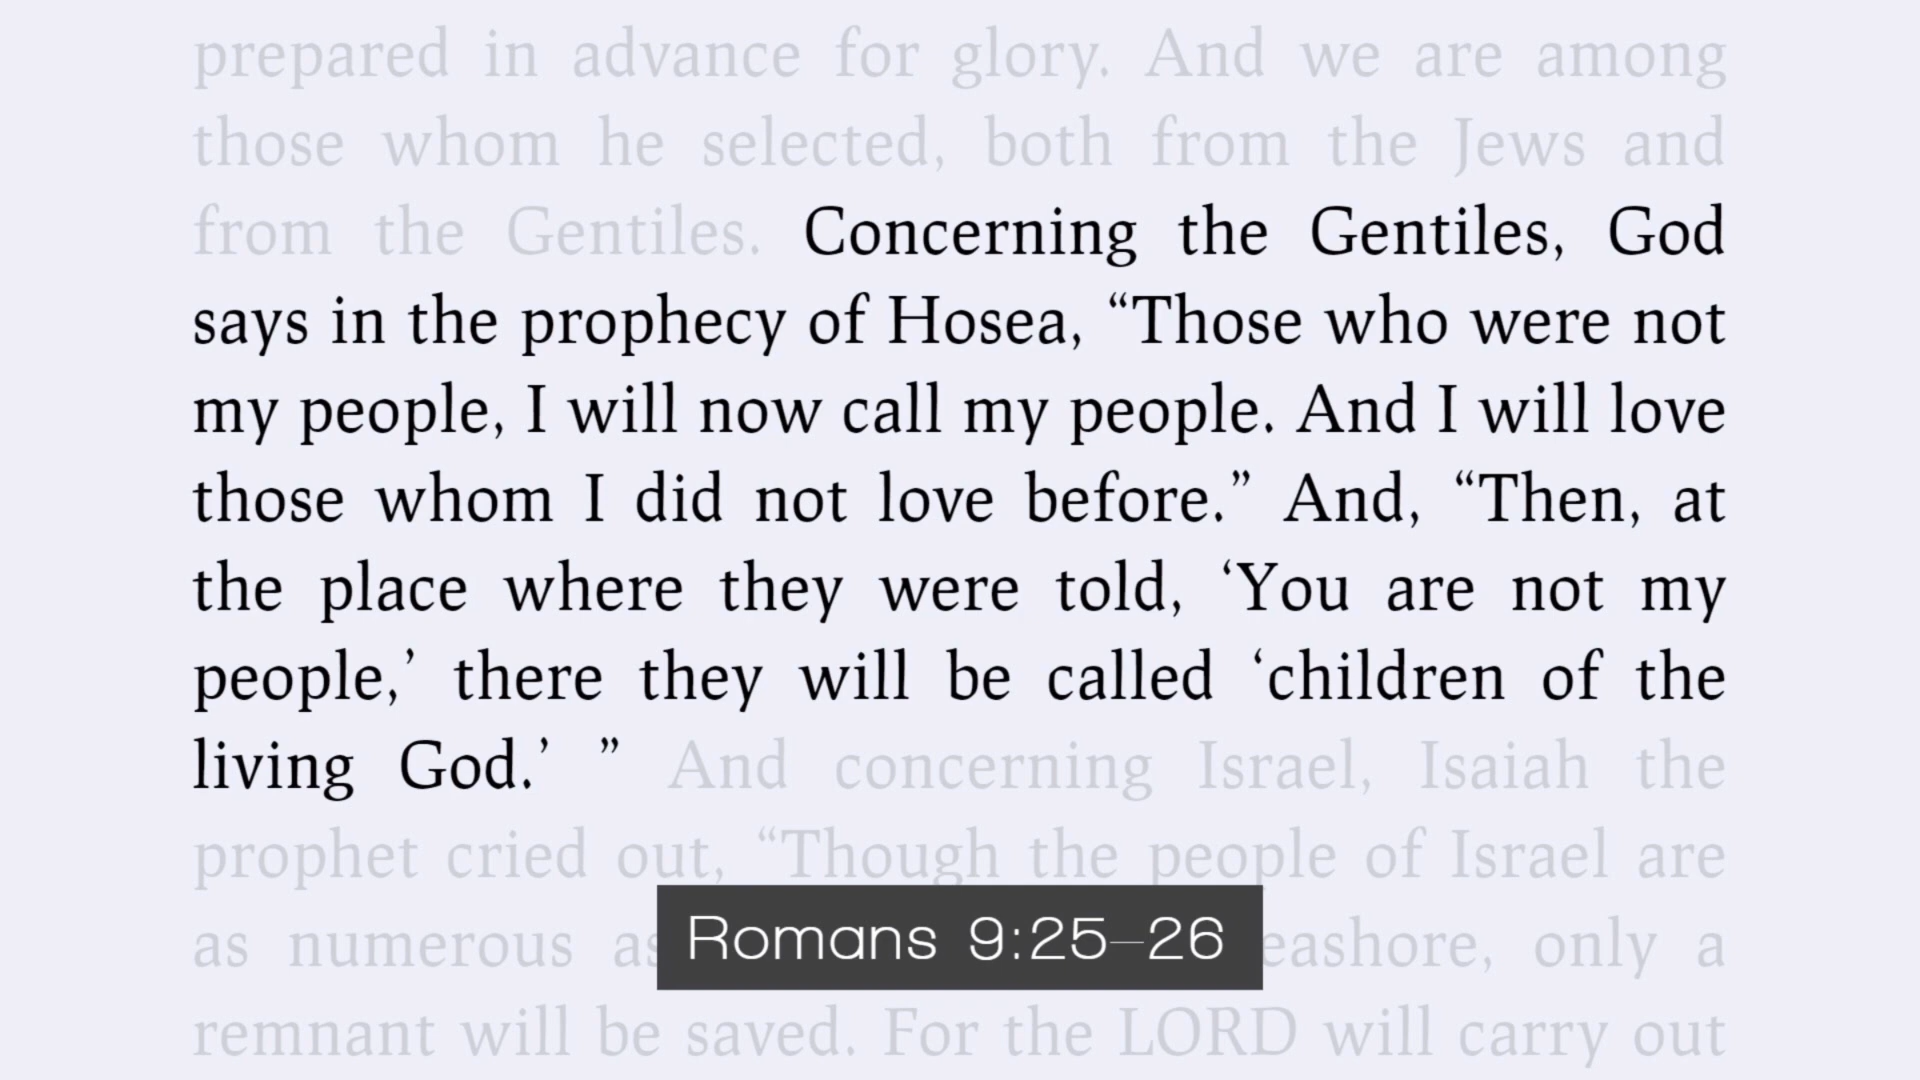 prepared in advance for glory. And we are among
those whom he selected, both from the Jews and
from the Gentiles. Concerning the Gentiles, God
says in the prophecy of Hosea, “Those who were not
my people, I will now call my people. And I will love
those whom I did not love before.” And, “Then, at
the place where they were told, ‘You are not my
people,’ there they will be called ‘children of the
living God.’ ” And concerning Israel, Isaiah the
prophet cried out, “Though the people of Israel are
as numerous only a
Romans 9:25–26
remnant will be saved. For the LORD will carry out